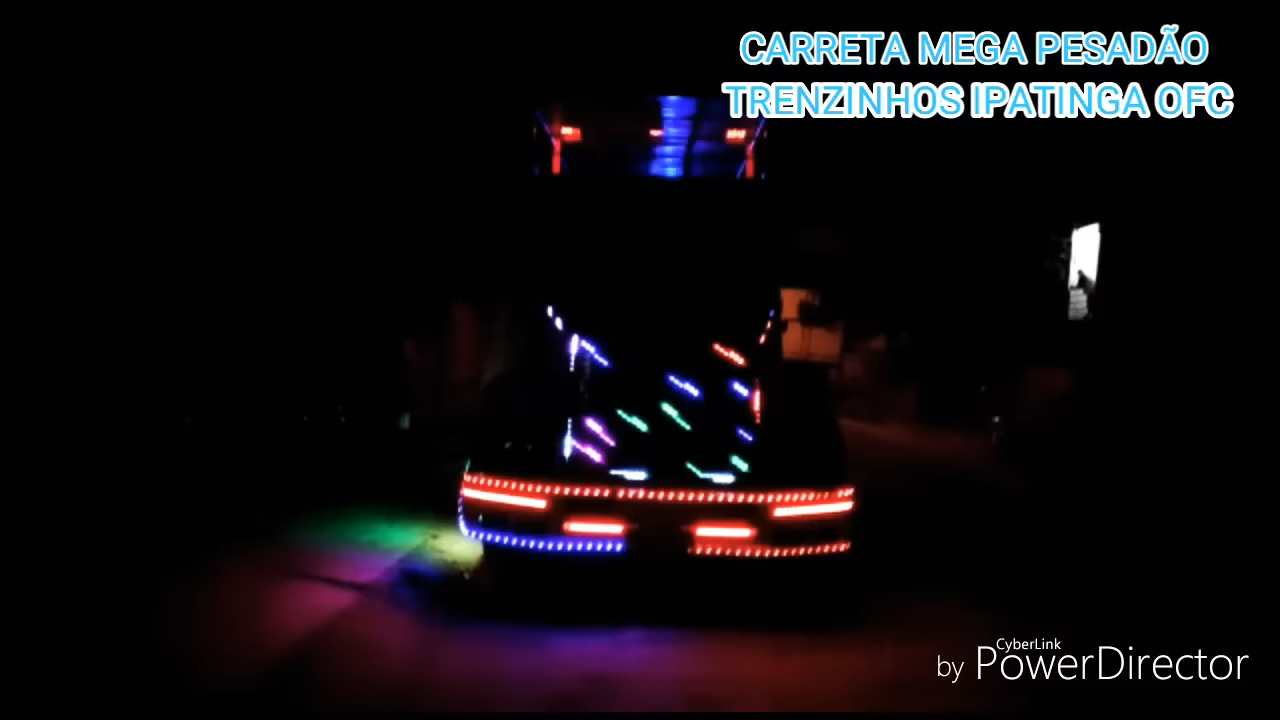 CARRETA MEGA PESADÃO
TRENZINHOS IPATINGA OFC
CyberLink
by PowerDirector